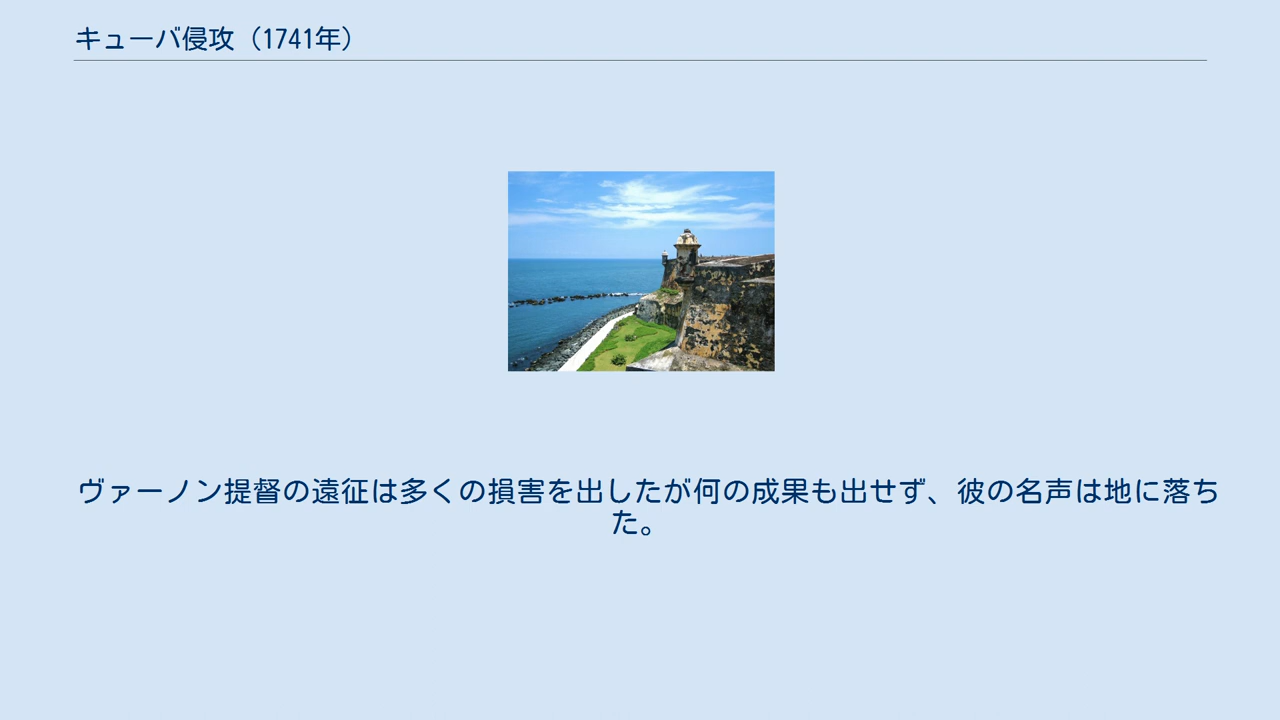 キューバ侵攻（1741年）
ヴァーノン提督の遠征は多くの損害を出したが何の成果も出せず、彼の名声は地に落ち
た。